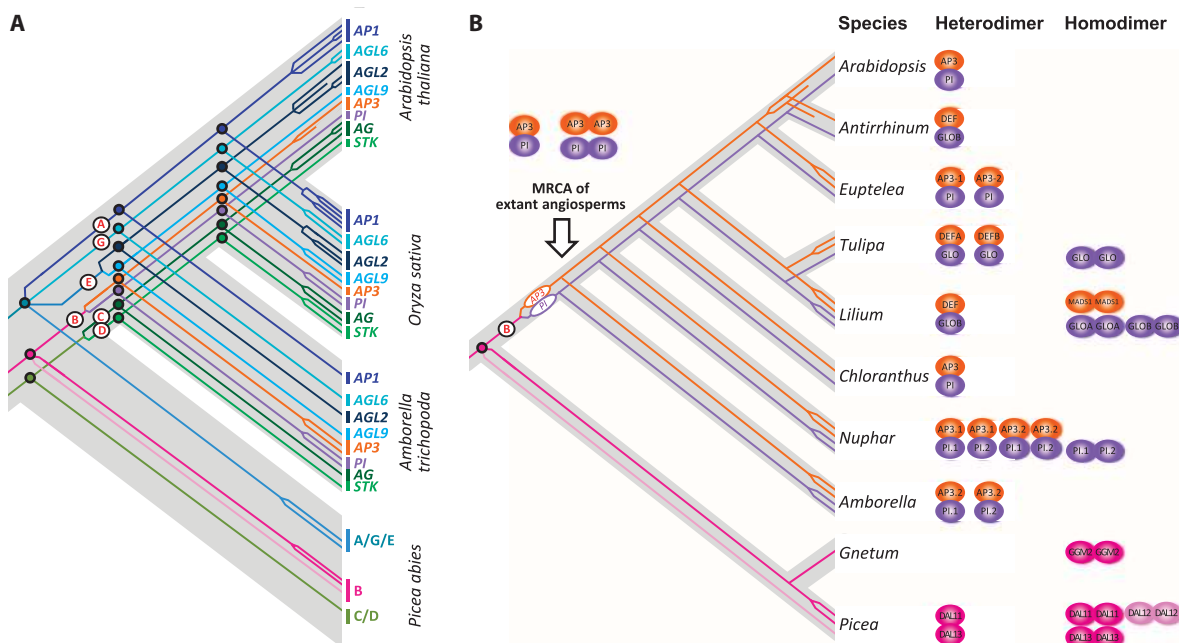 A
AP1
AGL6
AGL2
AGL9
AP3
PI
AG
STK
Arabidopsis
thaliana
AP1
AGL6
AGL2
AGL9
AP3
PI
AG
STK
Oryza sativa
AP1
AGL6
AGL2
AGL9
AP3
PI
AG
STK
Amborella
trichopoda
A/G/E
B
C/D
Picea abies
A
G
E
B
C
D
B
Species Heterodimer Homodimer
AP3 AP3 AP3
PI PI PI
MRCA of
extant angiosperms
AP3
PI
B
Arabidopsis
AP3
PI
Antirrhinum
DEF
GLOB
Euptelea
AP3-1 AP3-2
PI PI
Tulipa
DEFA DEFB
GLO GLO GLO GLO
Lilium
DEF MADS1 MADS1
GLOB GLOA GLOA GLOB GLOB
Chloranthus
AP3
PI
Nuphar
AP3.1 AP3.1 AP3.2 AP3.2
PI.1 PI.2 PI.1 PI.2 PI.1 PI.2
Amborella
AP3.2 AP3.2
PI.1 PI.2
Gnetum
GGM2 GGM2
Picea
DAL11 DAL11 DAL11 DAL12 DAL12
DAL13 DAL13 DAL13